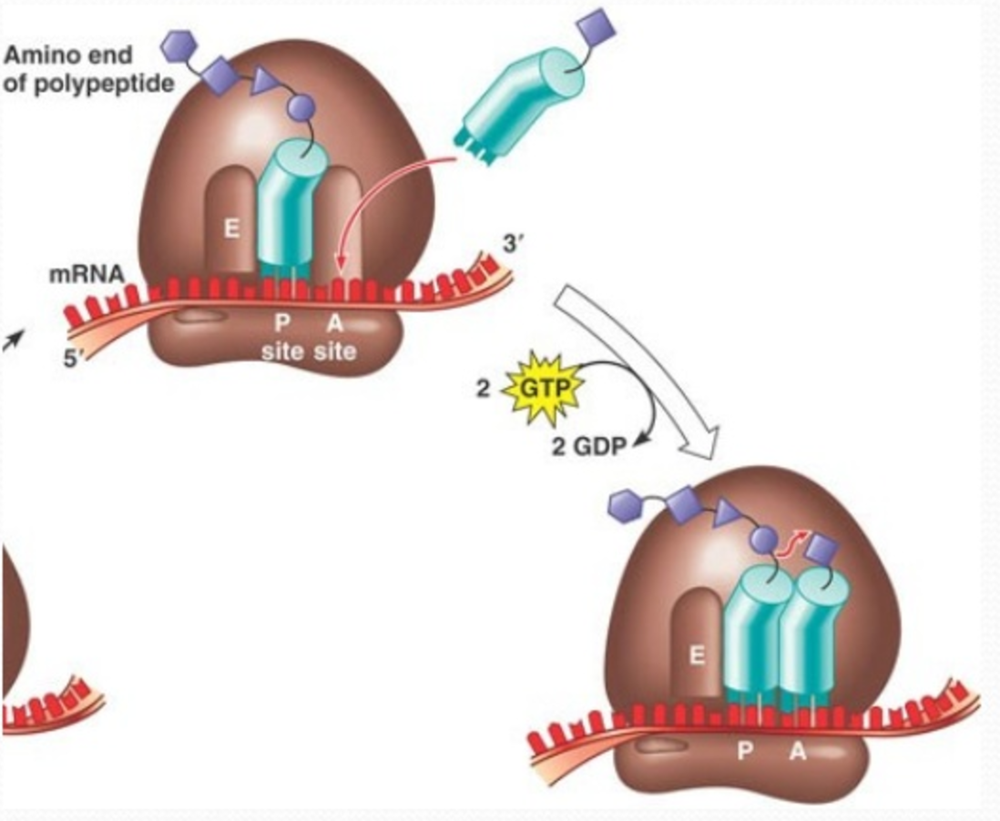 Amino end
of polypeptide
E
mRNA
3′
5′
P A
site site
2 GTP
2 GDP
E
P A